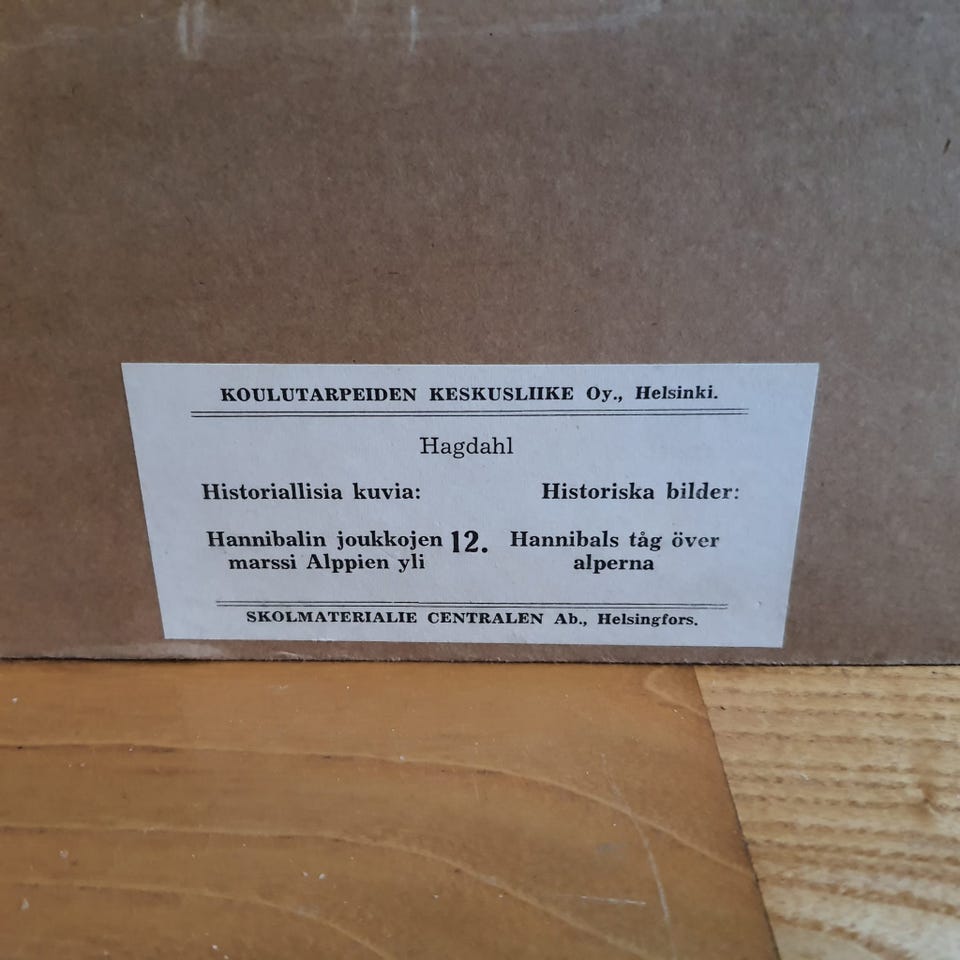 KOULUTARPEIDEN KESKUSLIIKE Oy., Helsinki.
Hagdahl
Historiallisia kuvia: Historiska bilder:
Hannibalin joukkojen 12. Hannibals tåg över
marssi Alppien yli alperna
SKOLMATERIALIE CENTRALEN Ab., Helsingfors.